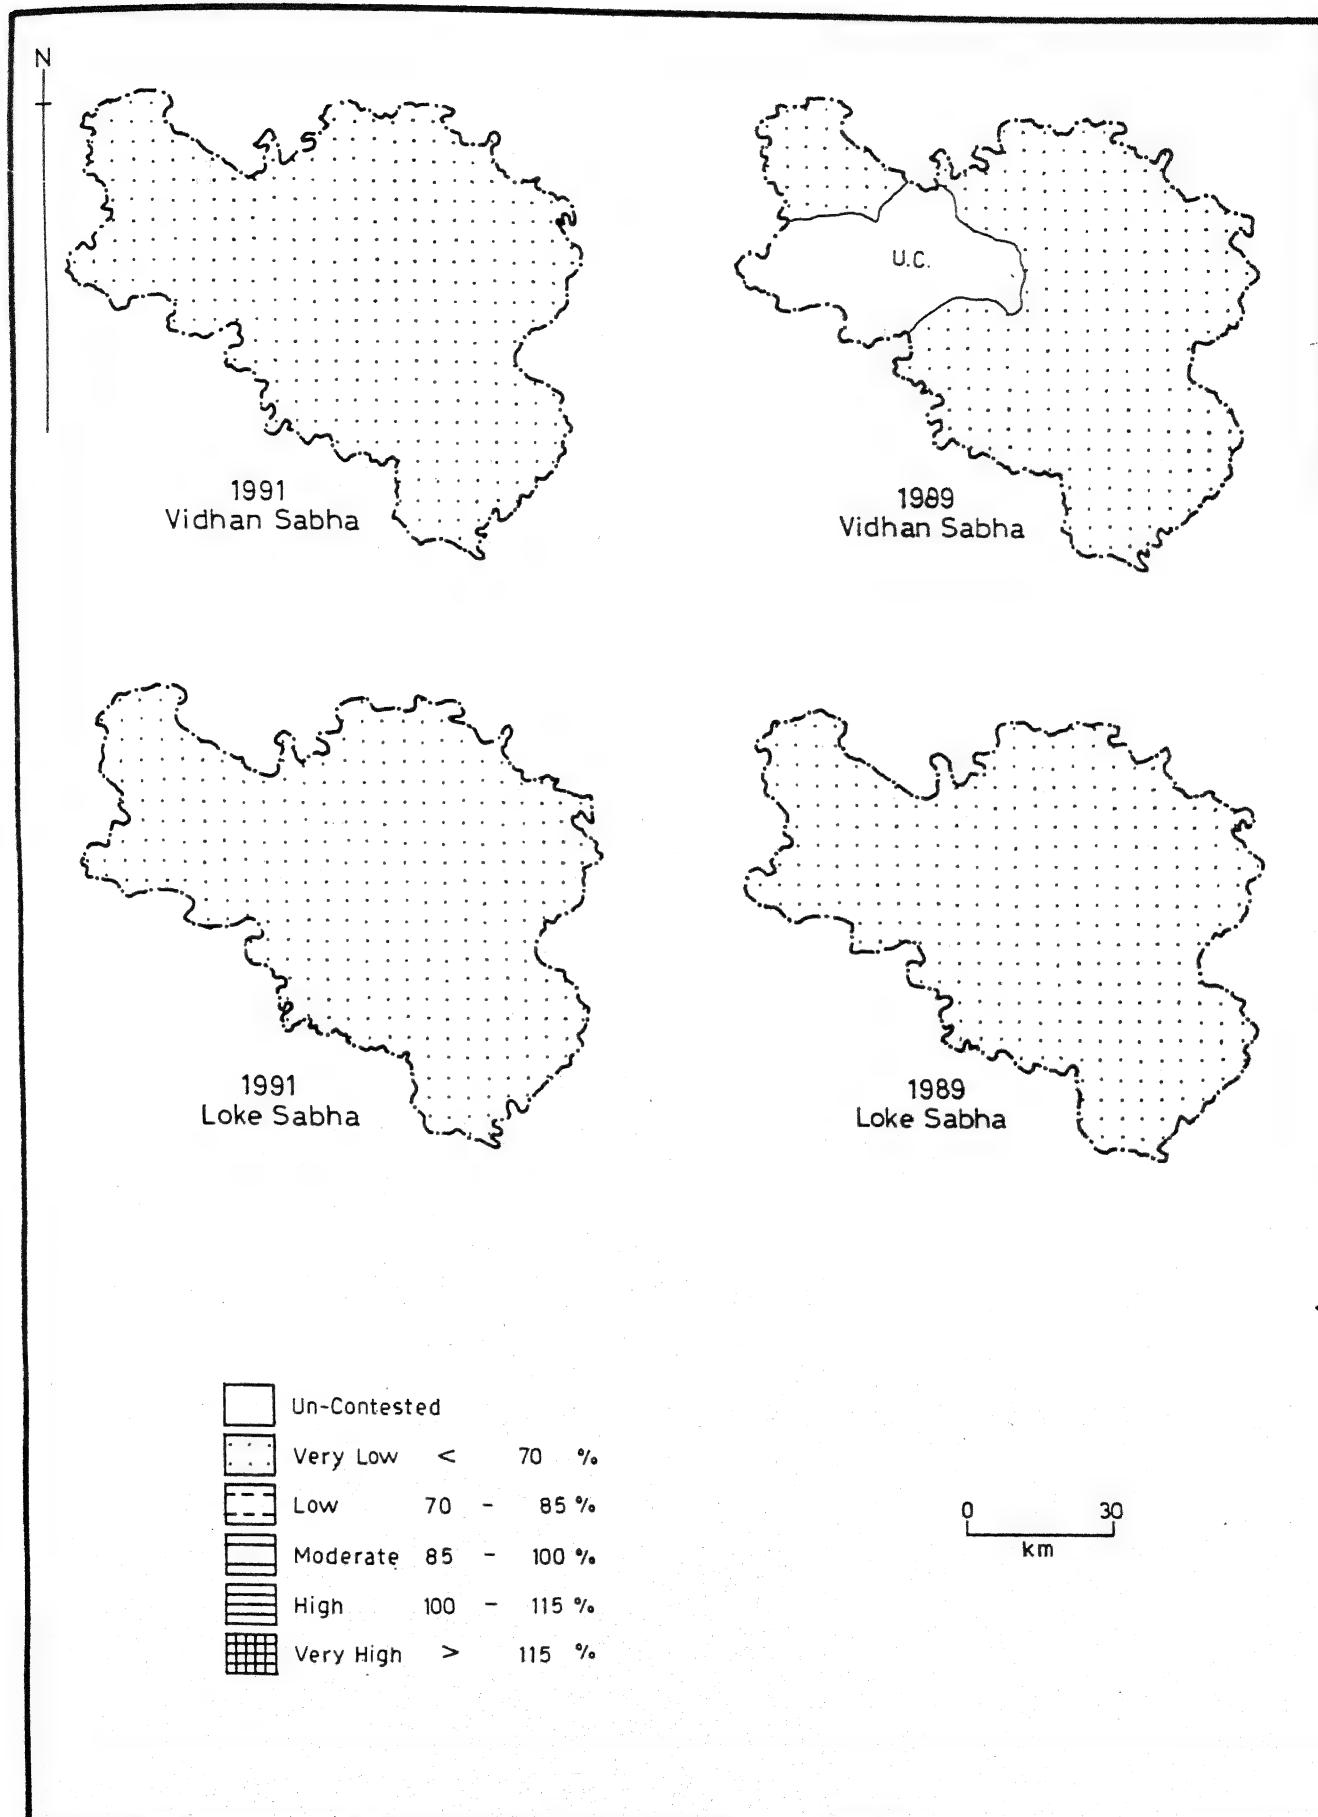 N
U.C.
1991
Vidhan Sabha
1989
Vidhan Sabha
1991
Loke Sabha
1989
Loke Sabha
Un-Contested
Very Low < 70 %
Low 70 - 85 %
Moderate 85 - 100 %
High 100 - 115 %
Very High > 115 %
0 30
km